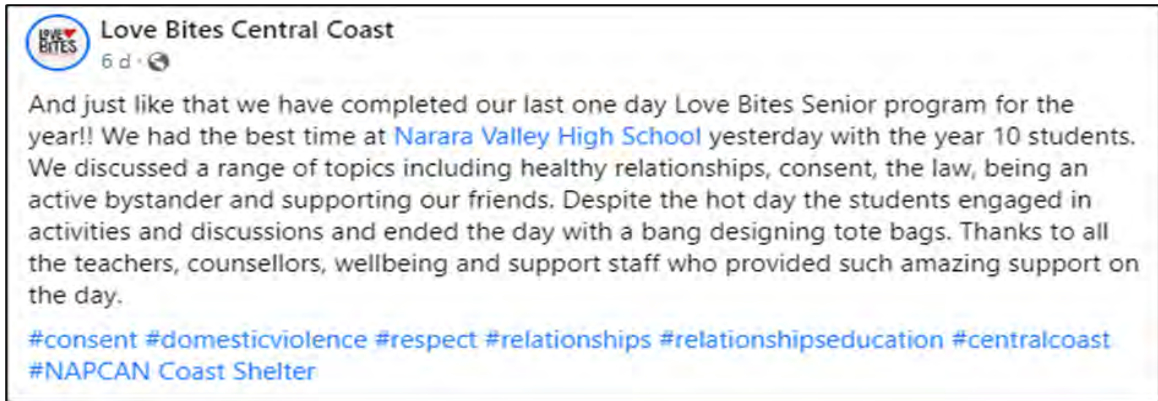 LOVE
BITES
Love Bites Central Coast
6 d ·
And just like that we have completed our last one day Love Bites Senior program for the
year!! We had the best time at Narara Valley High School yesterday with the year 10 students.
We discussed a range of topics including healthy relationships, consent, the law, being an
active bystander and supporting our friends. Despite the hot day the students engaged in
activities and discussions and ended the day with a bang designing tote bags. Thanks to all
the teachers, counsellors, wellbeing and support staff who provided such amazing support on
the day.
#consent #domesticviolence #respect #relationships #relationshipseducation #centralcoast
#NAPCAN Coast Shelter